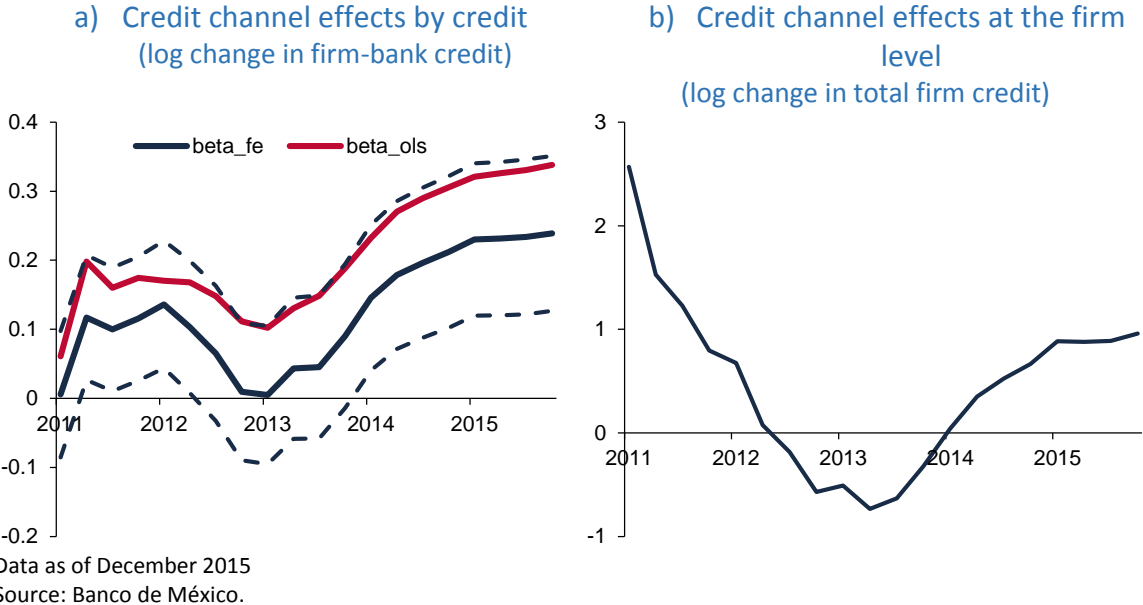 a) Credit channel effects by credit
(log change in firm-bank credit)
b) Credit channel effects at the firm
level
(log change in total firm credit)
0.4
beta_fe
beta_ols
0.3
0.2
0.1
0
2011
2012
2013
2014
2015
-0.1
-0.2
3
2
1
0
2011
2012
2013
2014
2015
-1
Data as of December 2015
Source: Banco de México.